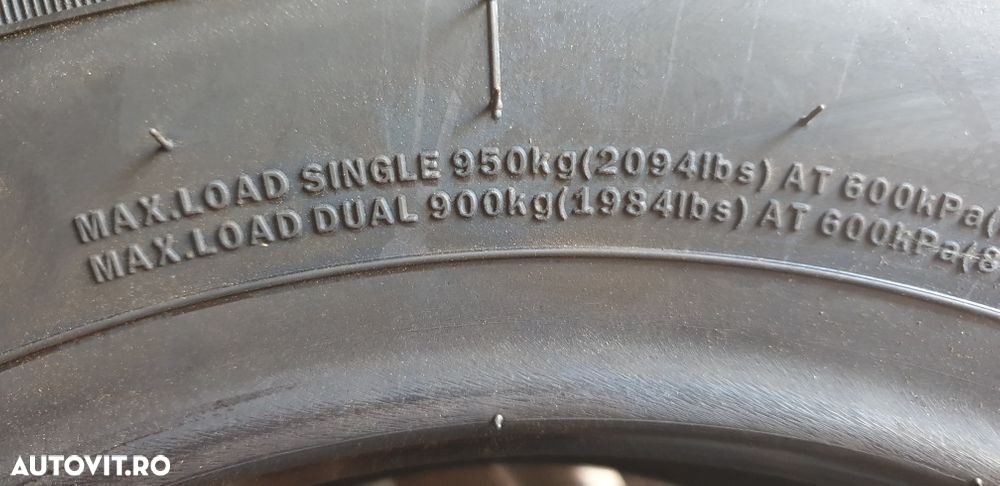 MAX.LOAD SINGLE 950kg(2094lbs) AT 600kPa(
MAX.LOAD DUAL 900kg(1984lbs) AT 600kPa(8
AUTOVIT.RO